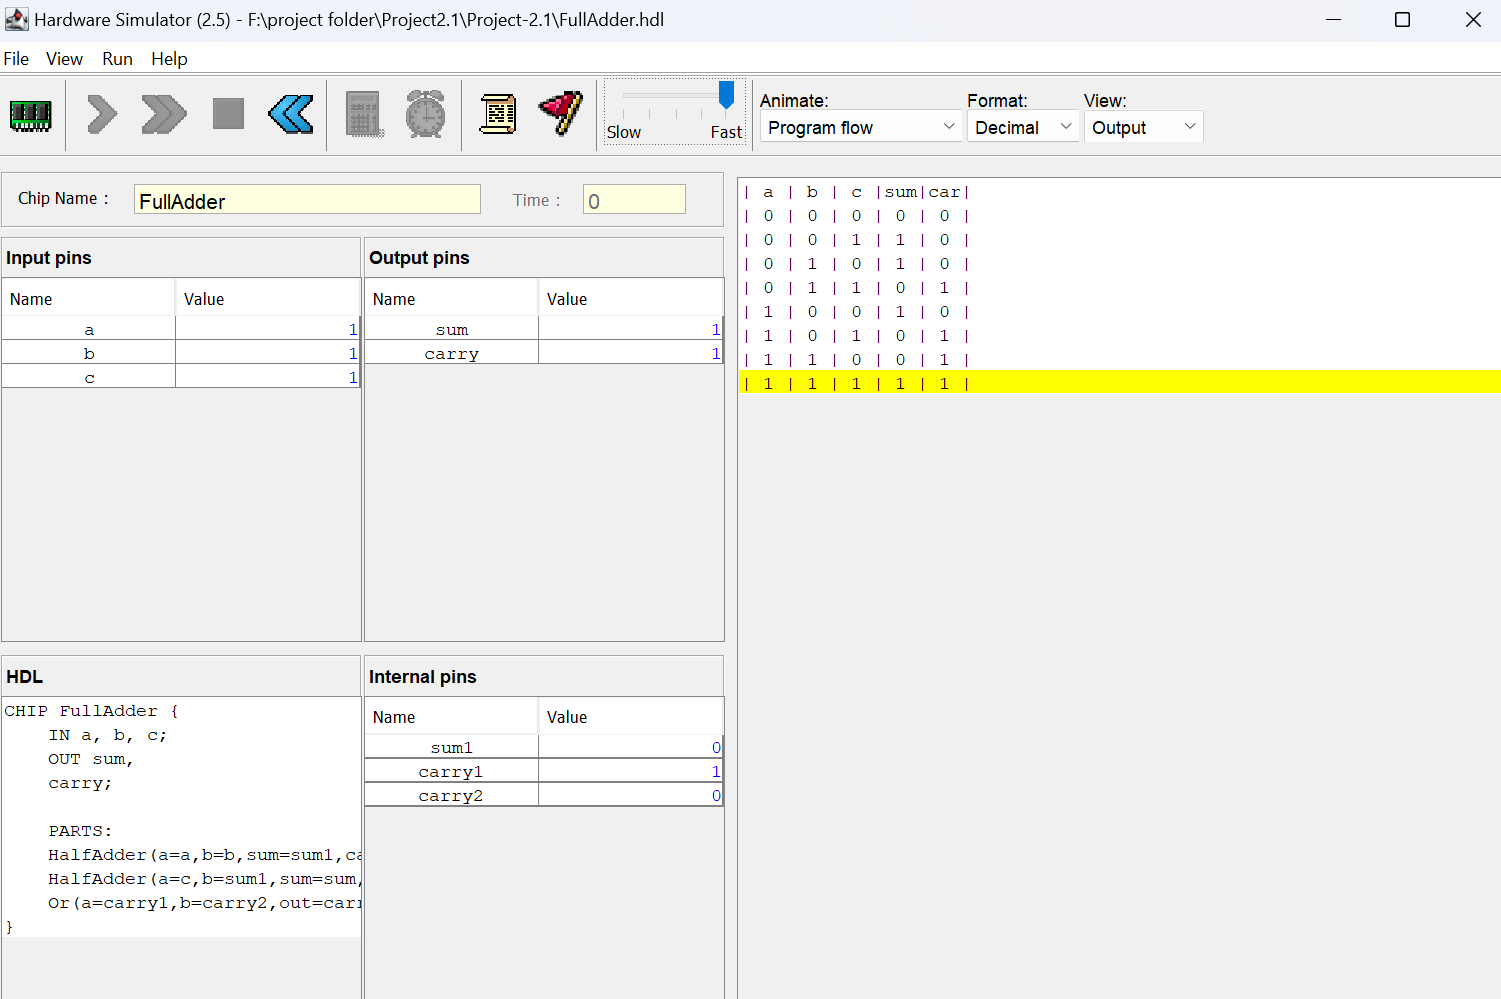 Hardware Simulator (2.5) - F:\project folder\Project2.1\Project-2.1\FullAdder.hdl
File View Run Help
Slow Fast
Animate: Format: View:
Program flow Decimal Output
Chip Name : FullAdder Time : 0
Input pins
Name Value
a 1
b 1
c 1
Output pins
Name Value
sum 1
carry 1
HDL
CHIP FullAdder {
IN a, b, c;
OUT sum,
carry;
PARTS:
HalfAdder(a=a,b=b,sum=sum1,ca
HalfAdder(a=c,b=sum1,sum=sum,
Or(a=carry1,b=carry2,out=carr
}
Internal pins
Name Value
sum1 0
carry1 1
carry2 0
| a | b | c |sum|car|
| 0 | 0 | 0 | 0 | 0 |
| 0 | 0 | 1 | 1 | 0 |
| 0 | 1 | 0 | 1 | 0 |
| 0 | 1 | 1 | 0 | 1 |
| 1 | 0 | 0 | 1 | 0 |
| 1 | 0 | 1 | 0 | 1 |
| 1 | 1 | 0 | 0 | 1 |
| 1 | 1 | 1 | 1 | 1 |